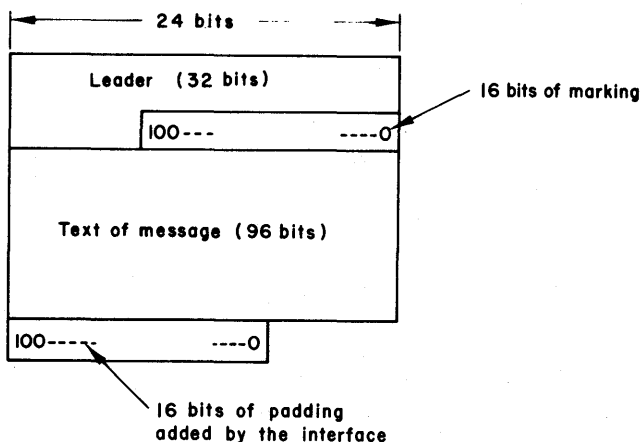 24 bits
Leader (32 bits)
16 bits of marking
100--- ----0
Text of message (96 bits)
100----- ----0
16 bits of padding
added by the interface